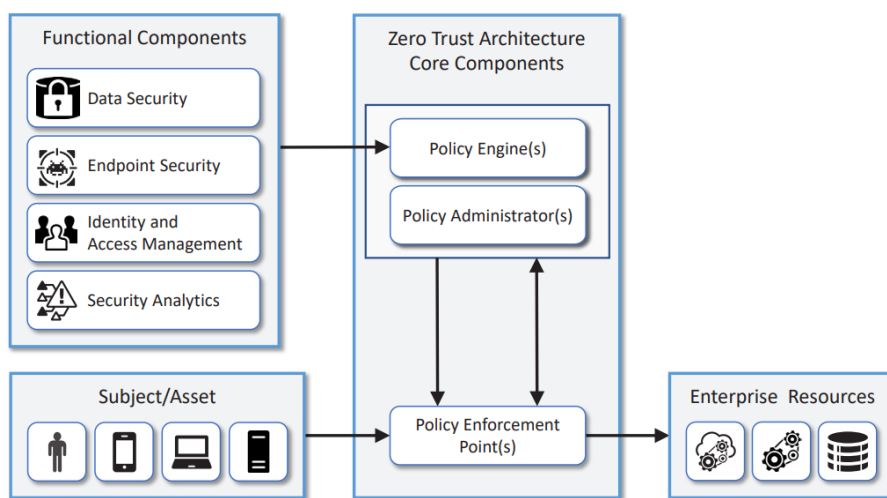 Functional Components
Data Security
Endpoint Security
Identity and
Access Management
Security Analytics
Zero Trust Architecture
Core Components
Policy Engine(s)
Policy Administrator(s)
Subject/Asset
Policy Enforcement
Point(s)
Enterprise Resources